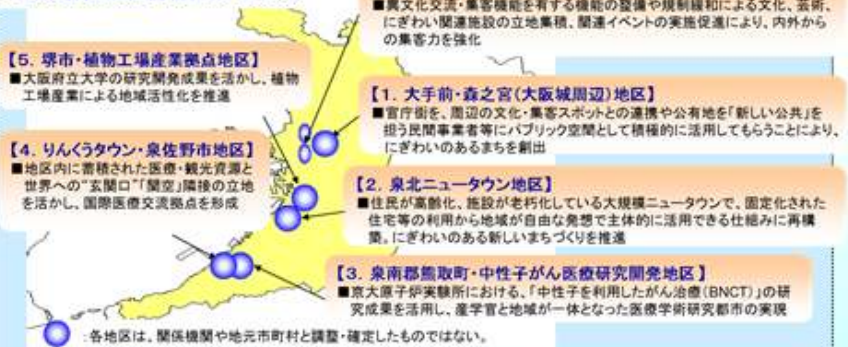 ■異文化交流・集客機能を有する機能の整備や規制緩和による文化、芸術、
にぎわい関連施設の立地集積、関連イベントの実施促進により、内外から
の集客力を強化
【5．堺市・植物工場産業拠点地区】
■大阪府立大学の研究開発成果を活かし、植物
工場産業による地域活性化を推進
【1．大手前・森之宮(大阪城周辺)地区】
■官庁街を、周辺の文化・集客スポットとの連携や公有地を「新しい公共」を
担う民間事業者等にパブリック空間として積極的に活用してもらうことにより、
にぎわいのあるまちを創出
【4．りんくうタウン・泉佐野市地区】
■地区内に蓄積された医療・観光資源と
世界への“玄関口”「関空」隣接の立地
を活かし、国際医療交流拠点を形成
【2．泉北ニュータウン地区】
■住民が高齢化、施設が老朽化している大規模ニュータウンで、固定化された
住宅等の利用から地域が自由な発想で主体的に活用できる仕組みに再構
築。にぎわいのある新しいまちづくりを推進
【3．泉南郡熊取町・中性子がん医療研究開発地区】
■京大原子炉実験所における、「中性子を利用したがん治療(BNCT)」の研
究成果を活用し、産学官と地域が一体となった医療学術研究都市の実現
：各地区は、関係機関や地元市町村と調整・確定したものではない。